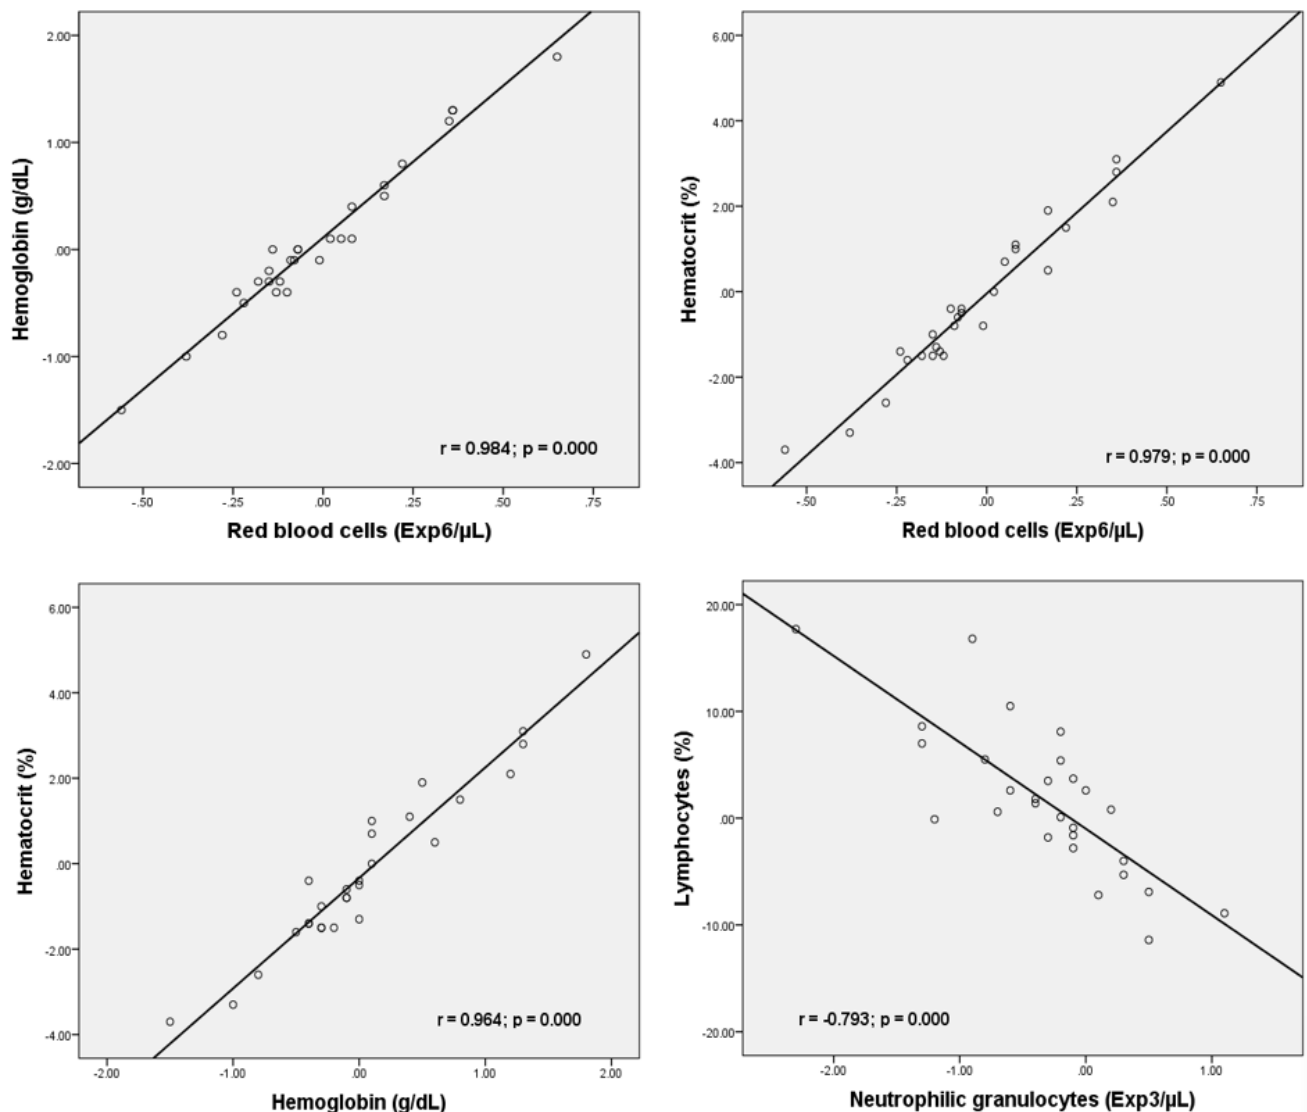 2.00
1.00
.00
-1.00
-2.00
Hemoglobin (g/dL)
r = 0.984; p = 0.000
-.50 -.25 .00 .25 .50 .75
Red blood cells (Exp6/µL)
6.00
4.00
2.00
.00
-2.00
-4.00
Hematocrit (%)
r = 0.979; p = 0.000
-.50 -.25 .00 .25 .50 .75
Red blood cells (Exp6/µL)
6.00
4.00
2.00
.00
-2.00
-4.00
Hematocrit (%)
r = 0.964; p = 0.000
-2.00 -1.00 .00 1.00 2.00
Hemoglobin (g/dL)
20.00
10.00
.00
-10.00
-20.00
Lymphocytes (%)
r = -0.793; p = 0.000
-2.00 -1.00 .00 1.00
Neutrophilic granulocytes (Exp3/µL)